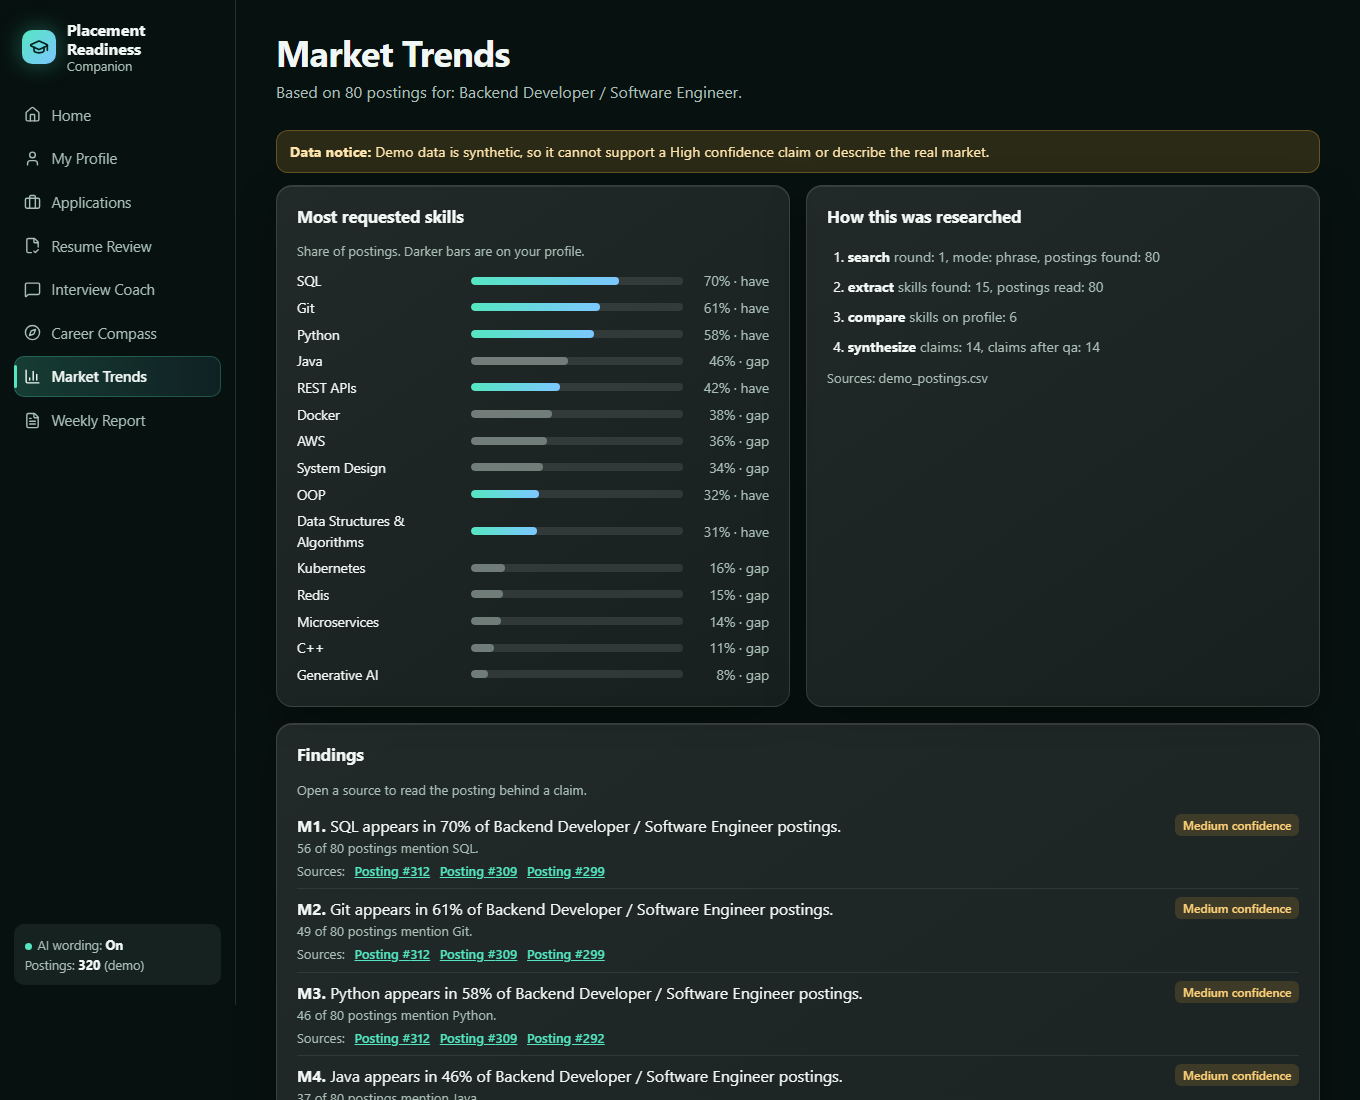 Placement
Readiness
Companion
Home
My Profile
Applications
Resume Review
Interview Coach
Career Compass
Market Trends
Weekly Report
AI wording: On
Postings: 320 (demo)
Market Trends
Based on 80 postings for: Backend Developer / Software Engineer.
Data notice: Demo data is synthetic, so it cannot support a High confidence claim or describe the real market.
Most requested skills
Share of postings. Darker bars are on your profile.
SQL 70% · have
Git 61% · have
Python 58% · have
Java 46% · gap
REST APIs 42% · have
Docker 38% · gap
AWS 36% · gap
System Design 34% · gap
OOP 32% · have
Data Structures &
Algorithms 31% · have
Kubernetes 16% · gap
Redis 15% · gap
Microservices 14% · gap
C++ 11% · gap
Generative AI 8% · gap
How this was researched
1. search round: 1, mode: phrase, postings found: 80
2. extract skills found: 15, postings read: 80
3. compare skills on profile: 6
4. synthesize claims: 14, claims after qa: 14
Sources: demo_postings.csv
Findings
Open a source to read the posting behind a claim.
M1. SQL appears in 70% of Backend Developer / Software Engineer postings. Medium confidence
56 of 80 postings mention SQL.
Sources: Posting #312 Posting #309 Posting #299
M2. Git appears in 61% of Backend Developer / Software Engineer postings. Medium confidence
49 of 80 postings mention Git.
Sources: Posting #312 Posting #309 Posting #299
M3. Python appears in 58% of Backend Developer / Software Engineer postings. Medium confidence
46 of 80 postings mention Python.
Sources: Posting #312 Posting #309 Posting #292
M4. Java appears in 46% of Backend Developer / Software Engineer postings. Medium confidence
37 of 80 postings mention Java.